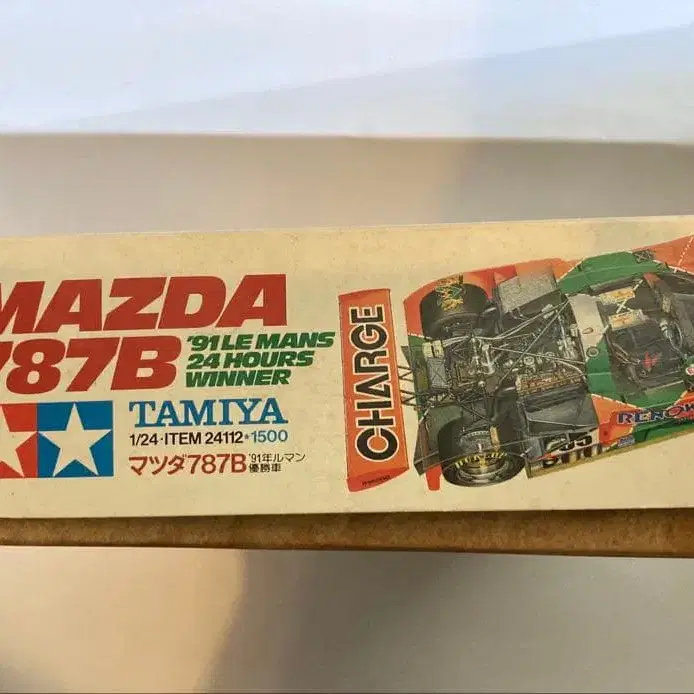 MAZDA
787B
'91 LE MANS
24 HOURS
WINNER
TAMIYA
1/24・ITEM 24112★1500
マツダ787B '91年ルマン
優勝車
CHARGE
RENOW